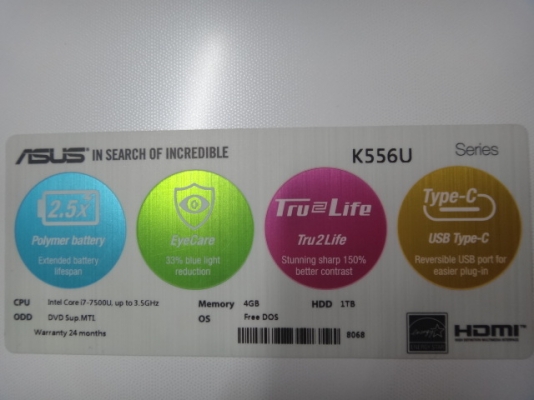 ASUS IN SEARCH OF INCREDIBLE K556U Series
2.5x
Polymer battery
Extended battery
lifespan
EyeCare
33% blue light
reduction
Tru2Life
Tru2Life
Stunning sharp 150%
better contrast
Type-C
USB Type-C
Reversible USB port for
easier plug-in
CPU Intel Core i7-7500U, up to 3.5GHz Memory 4GB HDD 1TB
ODD DVD Sup. MTI OS Free DOS
Warranty 24 months 8068
HDMI